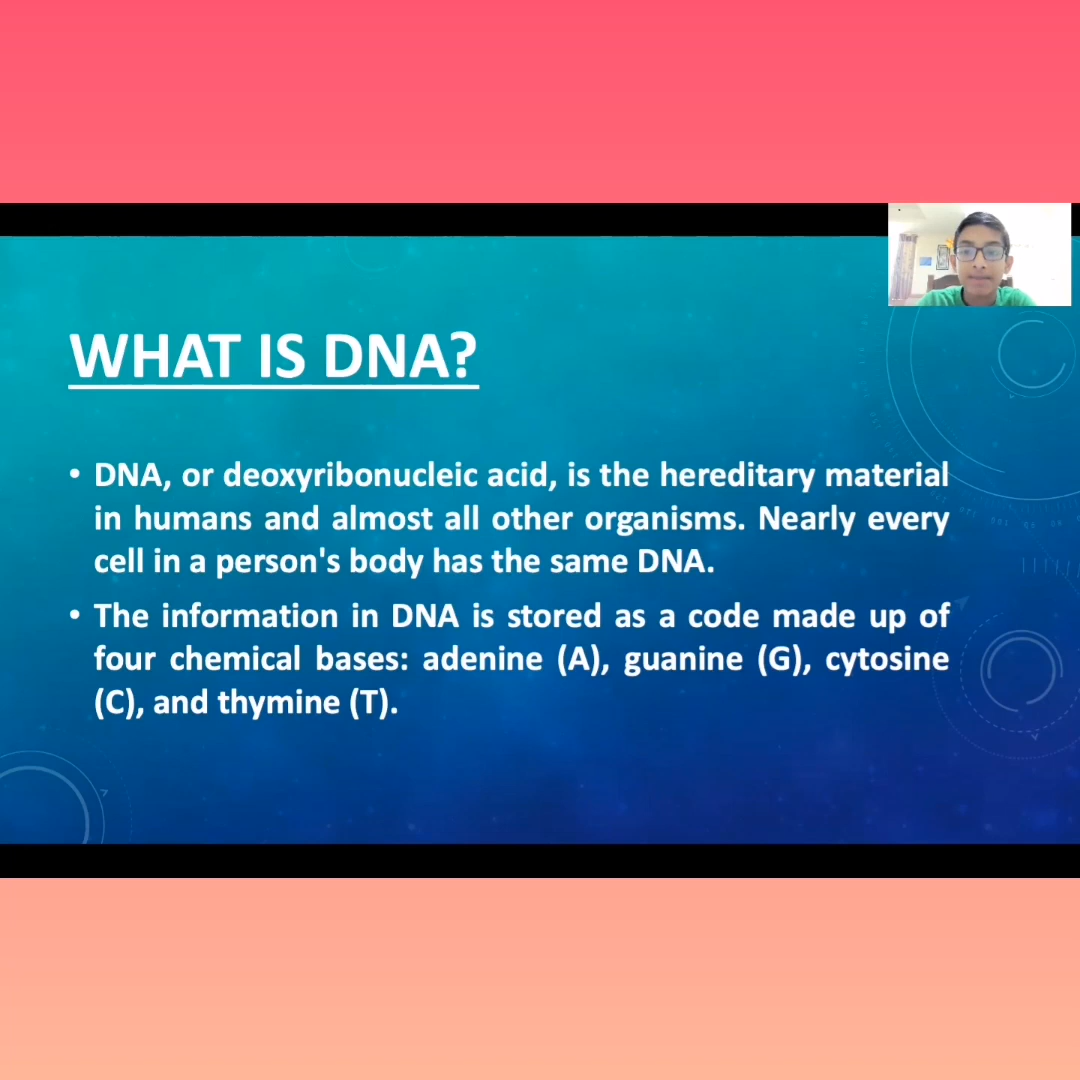 WHAT IS DNA?
• DNA, or deoxyribonucleic acid, is the hereditary material
in humans and almost all other organisms. Nearly every
cell in a person's body has the same DNA.
• The information in DNA is stored as a code made up of
four chemical bases: adenine (A), guanine (G), cytosine
(C), and thymine (T).